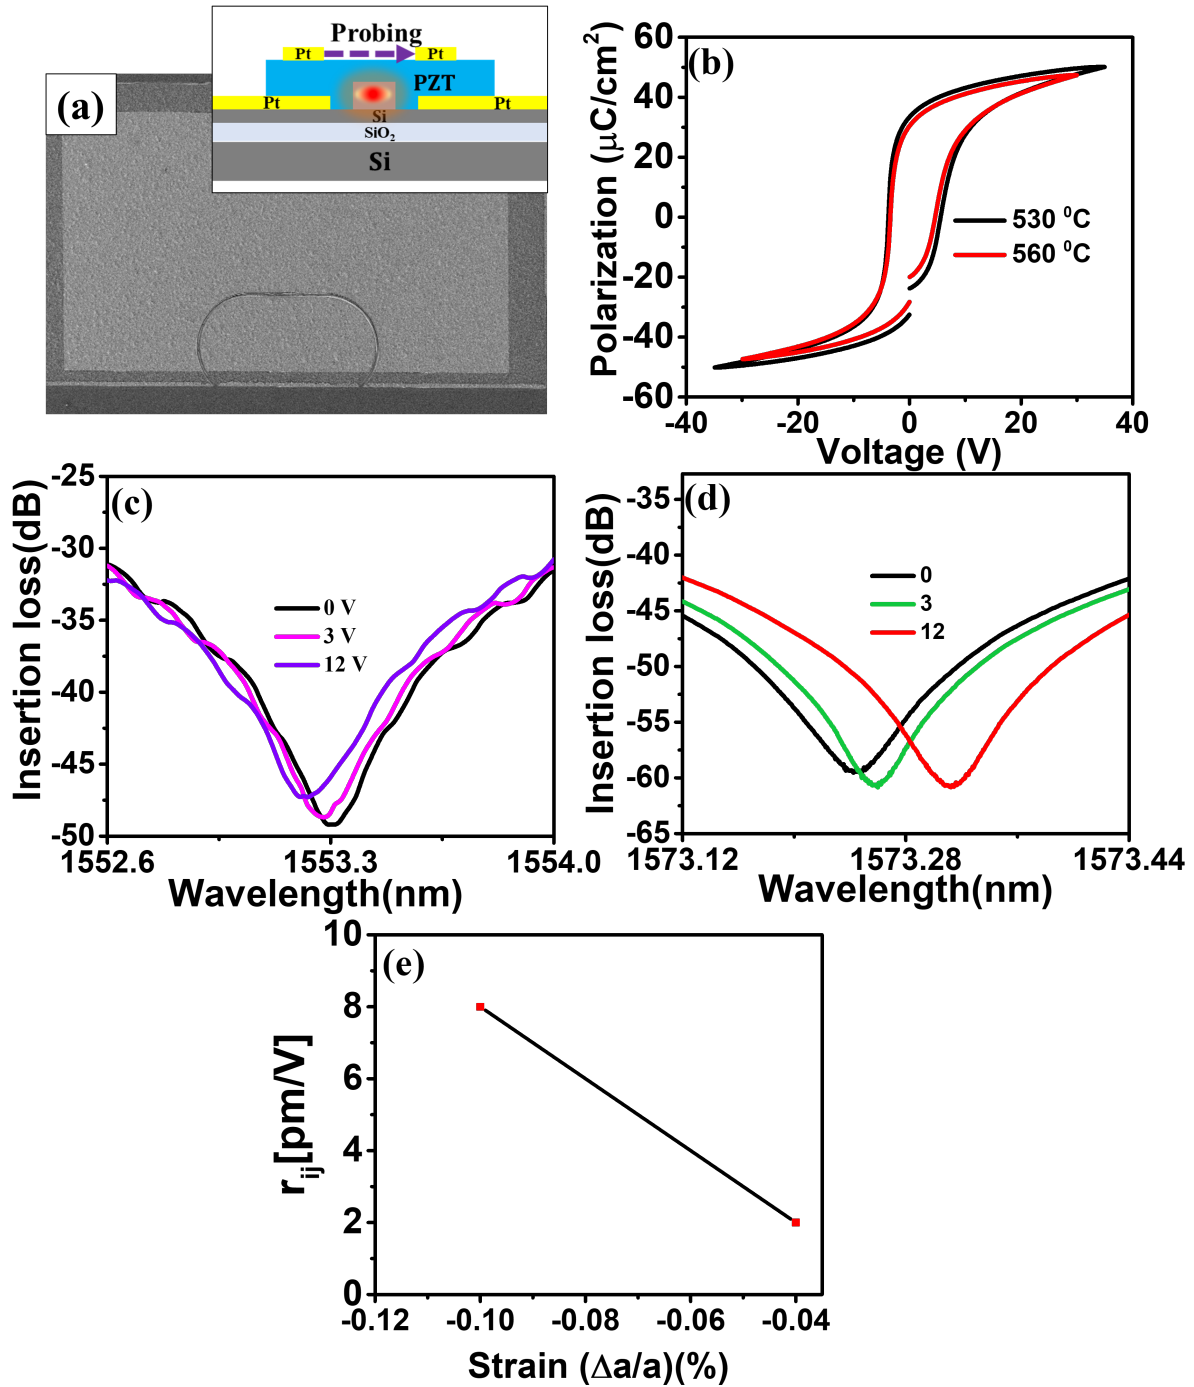 (a)
Probing
Pt
Pt
PZT
Pt
Pt
Si
SiO2
Si
(b)
Polarization (μC/cm2)
60
40
20
0
-20
-40
-60
530 0C
560 0C
-40
-20
0
20
40
Voltage (V)
(c)
Insertion loss(dB)
-25
-30
-35
-40
-45
-50
0 V
3 V
12 V
1552.6
1553.3
1554.0
Wavelength(nm)
(d)
Insertion loss(dB)
-35
-40
-45
-50
-55
-60
-65
0
3
12
1573.12
1573.28
1573.44
Wavelength(nm)
(e)
rij[pm/V]
10
8
6
4
2
0
-0.12
-0.10
-0.08
-0.06
-0.04
Strain (Δa/a)(%)